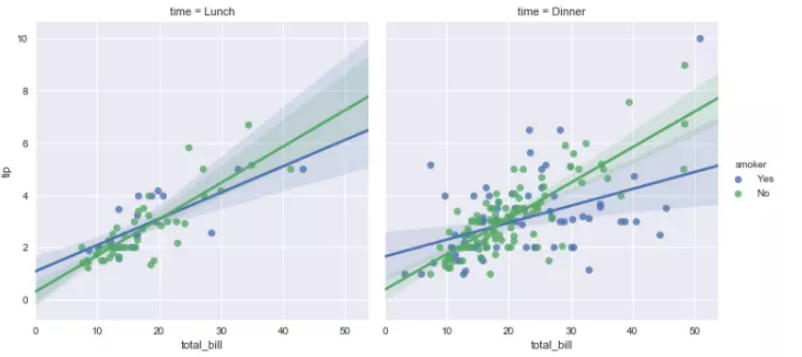 time = Lunch
time = Dinner
10
8
6
4
2
0
tip
0 10 20 30 40 50
0 10 20 30 40 50
total_bill
total_bill
smoker
Yes
No